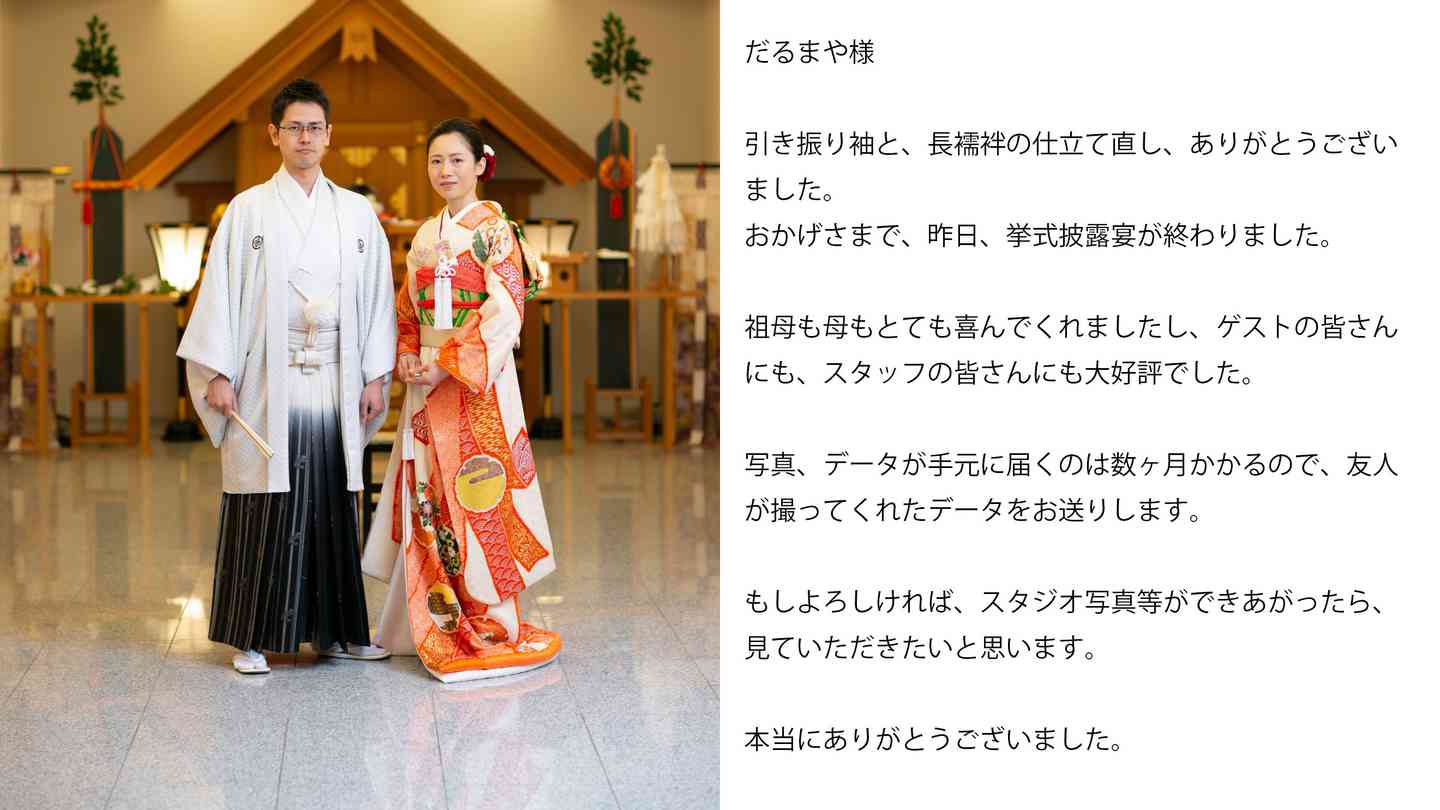 だるまや様
引き振り袖と、長襦袢の仕立て直し、ありがとうござい
ました。
おかげさまで、昨日、挙式披露宴が終わりました。
祖母も母もとても喜んでくれましたし、ゲストの皆さん
にも、スタッフの皆さんにも大好評でした。
写真、データが手元に届くのは数ヶ月かかるので、友人
が撮ってくれたデータをお送りします。
もしよろしければ、スタジオ写真等ができあがったら、
見ていただきたいと思います。
本当にありがとうございました。